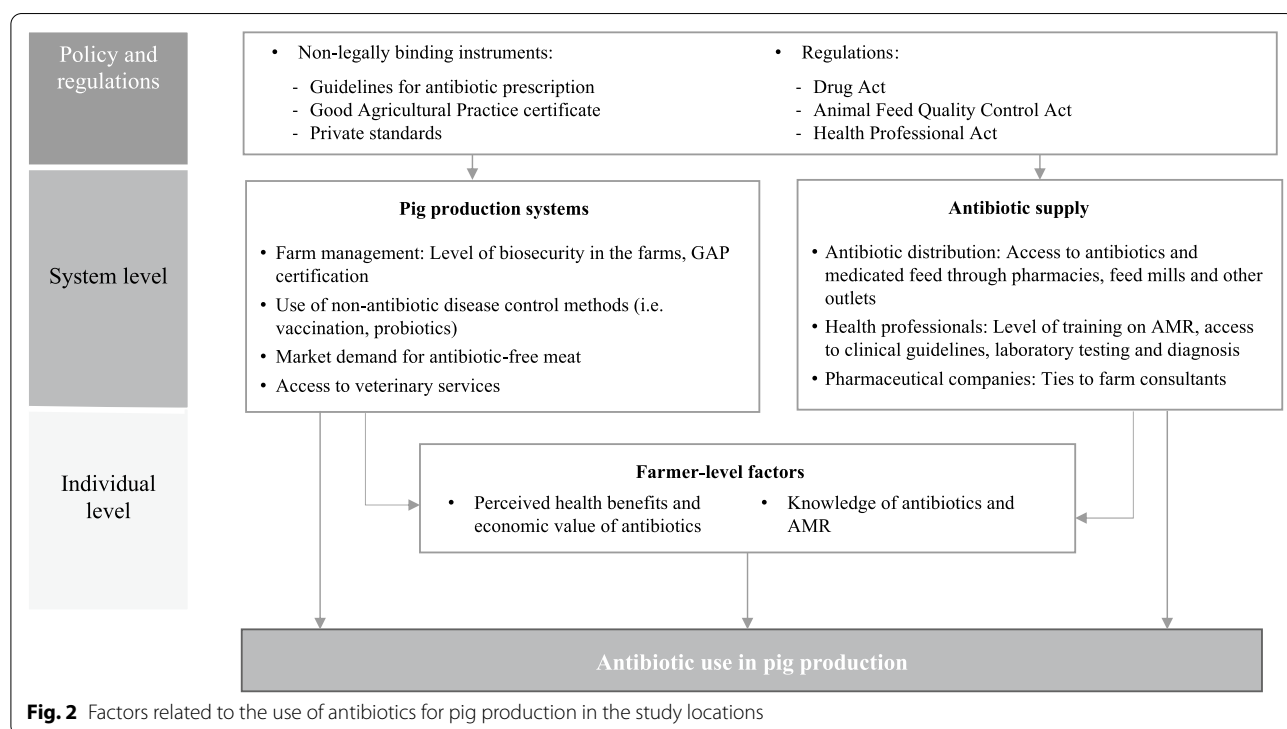 Policy and
regulations
• Non-legally binding instruments:
- Guidelines for antibiotic prescription
- Good Agricultural Practice certificate
- Private standards
• Regulations:
- Drug Act
- Animal Feed Quality Control Act
- Health Professional Act
System level
Pig production systems
• Farm management: Level of biosecurity in the farms, GAP
certification
• Use of non-antibiotic disease control methods (i.e.
vaccination, probiotics)
• Market demand for antibiotic-free meat
• Access to veterinary services
Antibiotic supply
• Antibiotic distribution: Access to antibiotics and
medicated feed through pharmacies, feed mills and other
outlets
• Health professionals: Level of training on AMR, access
to clinical guidelines, laboratory testing and diagnosis
• Pharmaceutical companies: Ties to farm consultants
Individual
level
Farmer-level factors
• Perceived health benefits and
economic value of antibiotics
• Knowledge of antibiotics and
AMR
Antibiotic use in pig production
Fig. 2 Factors related to the use of antibiotics for pig production in the study locations